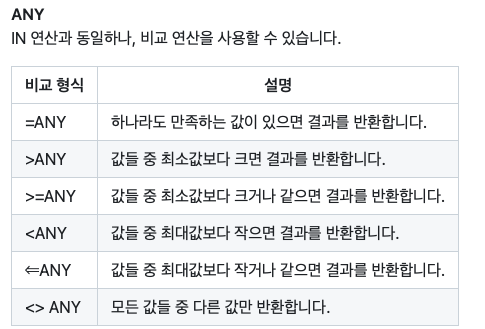 ANY
IN 연산과 동일하나, 비교 연산을 사용할 수 있습니다.
비교 형식 설명
=ANY 하나라도 만족하는 값이 있으면 결과를 반환합니다.
>ANY 값들 중 최소값보다 크면 결과를 반환합니다.
>=ANY 값들 중 최소값보다 크거나 같으면 결과를 반환합니다.
<ANY 값들 중 최대값보다 작으면 결과를 반환합니다.
⇐ANY 값들 중 최대값보다 작거나 같으면 결과를 반환합니다.
<> ANY 모든 값들 중 다른 값만 반환합니다.